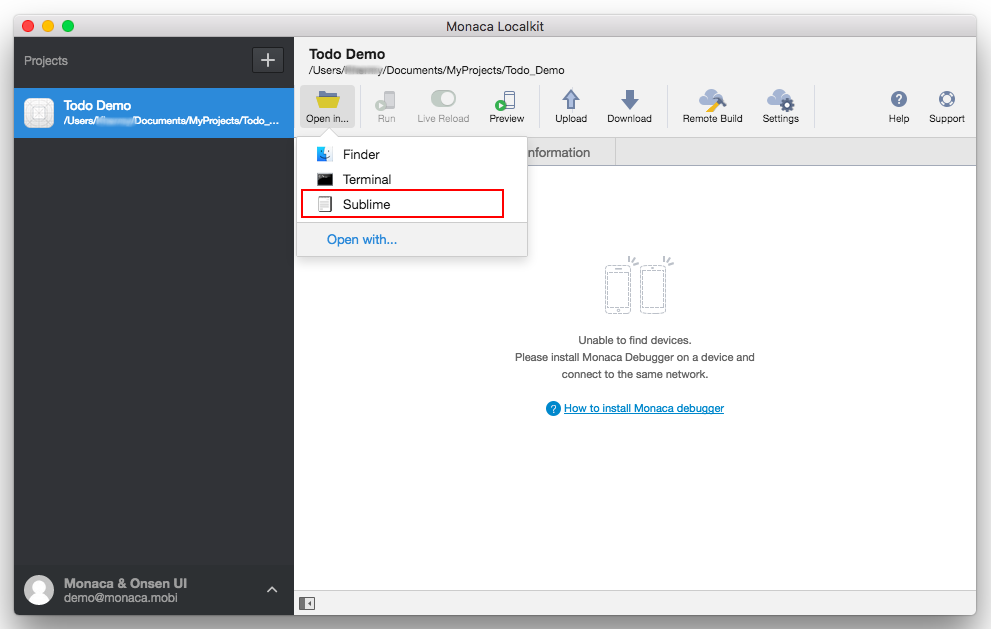 Monaca Localkit
Projects
Todo Demo
/Users/ /Documents/MyProjects/Todo_...
Todo Demo
/Users/ /Documents/MyProjects/Todo_Demo
Open in...
Run
Live Reload
Preview
Upload
Download
Remote Build
Settings
Help
Support
Finder
Terminal
Sublime
Open with...
nformation
Unable to find devices.
Please install Monaca Debugger on a device and
connect to the same network.
? How to install Monaca debugger
Monaca & Onsen UI
demo@monaca.mobi